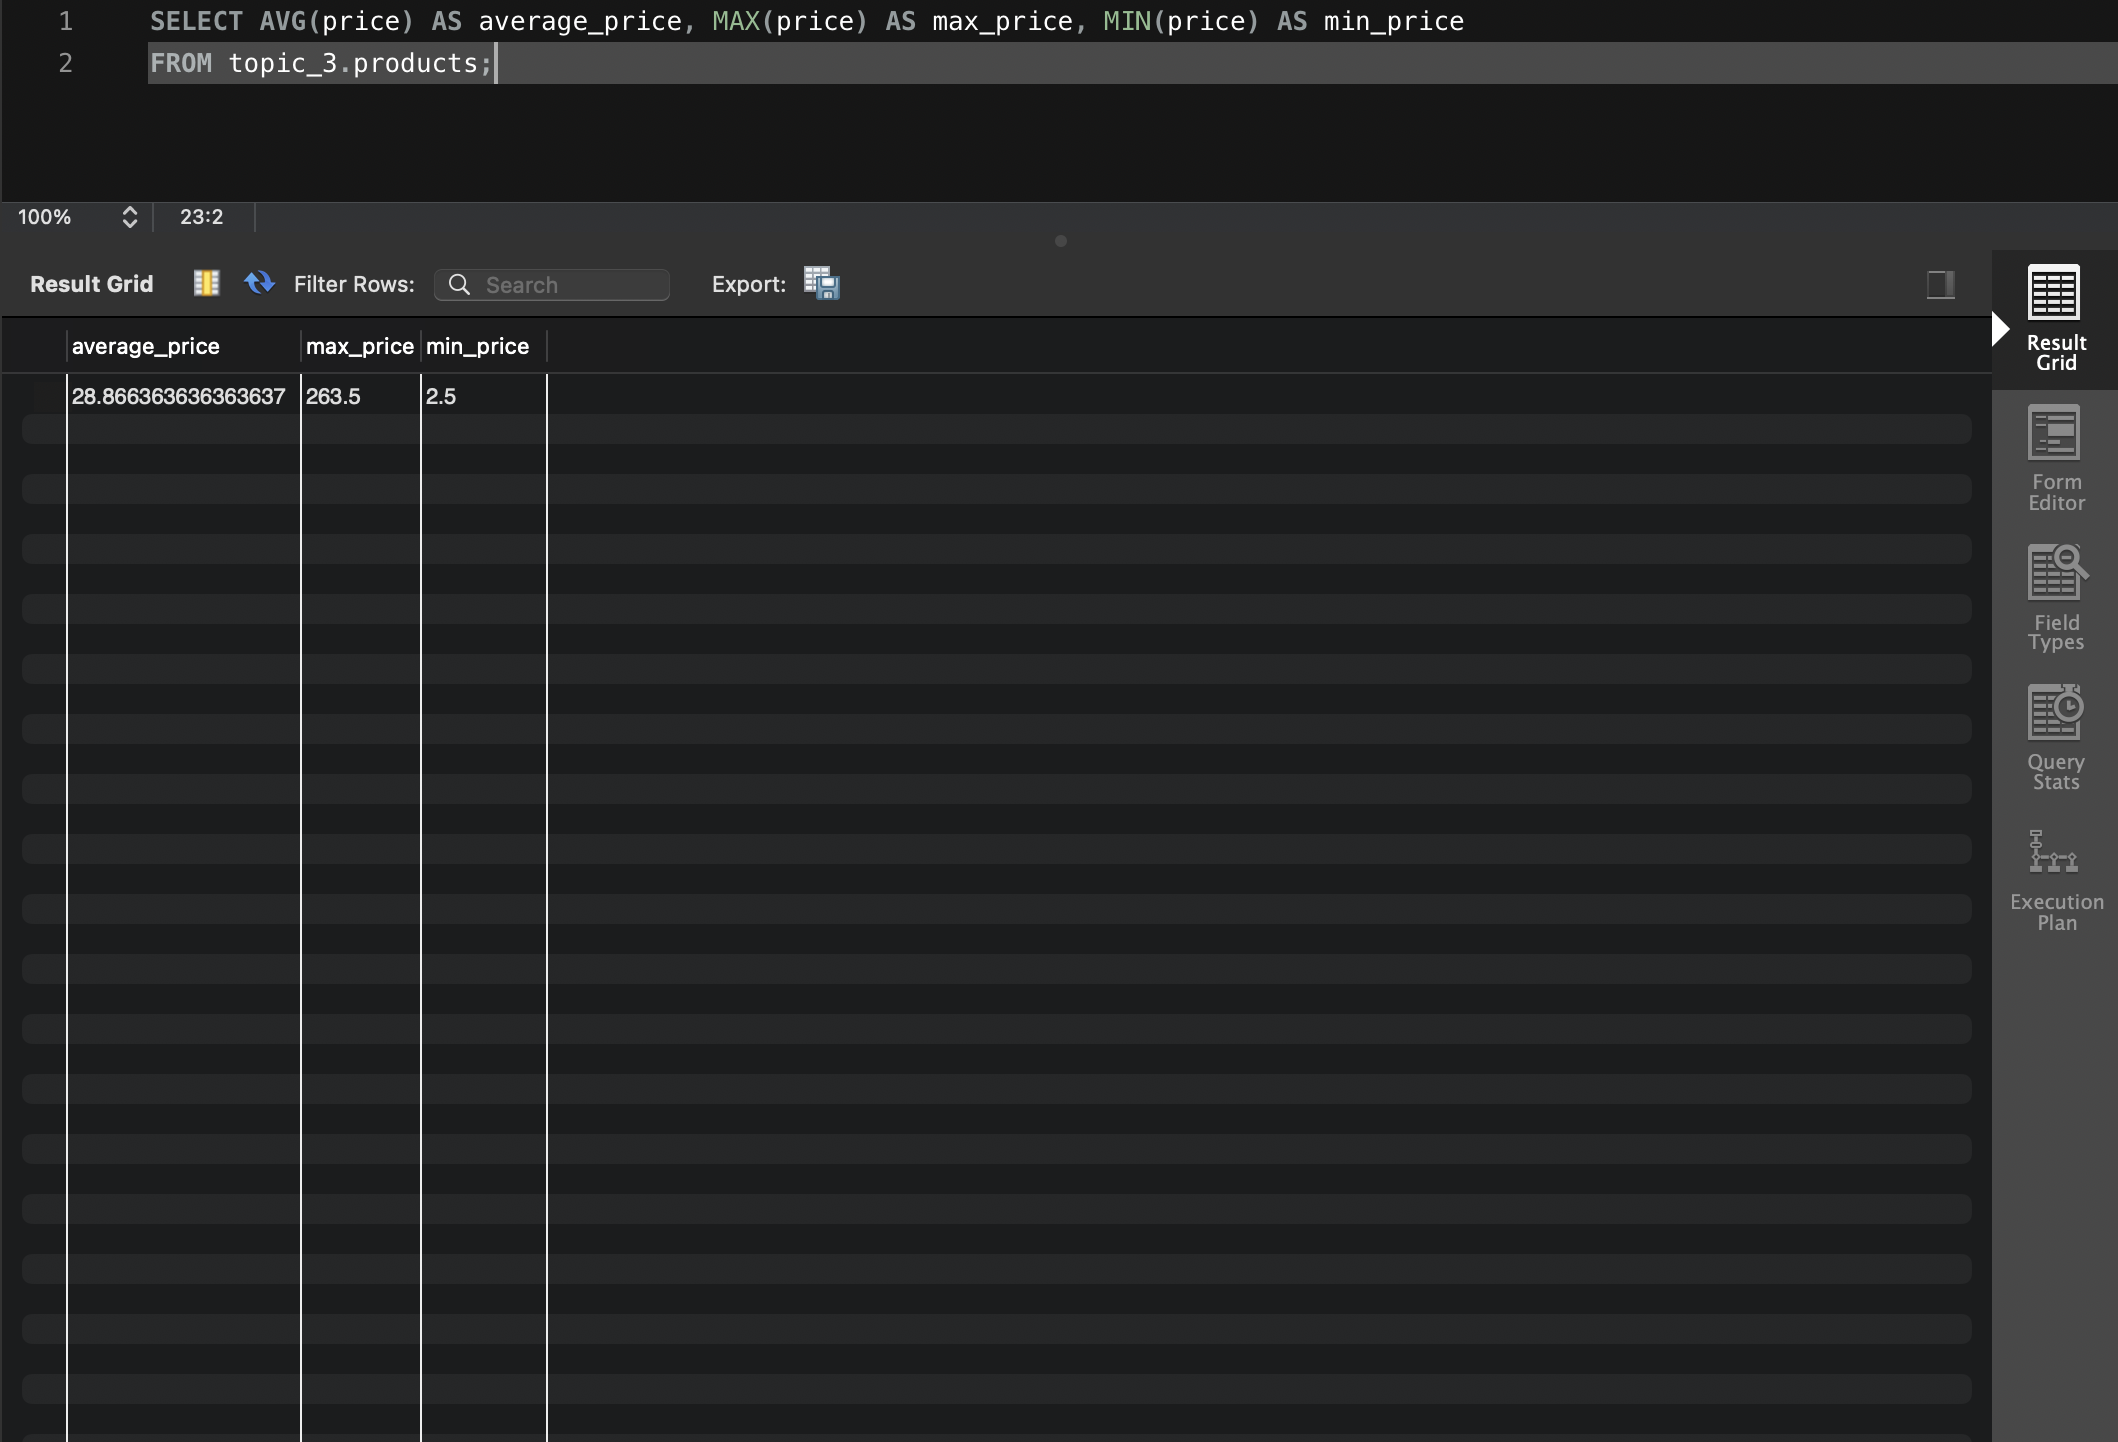 1 SELECT AVG(price) AS average_price, MAX(price) AS max_price, MIN(price) AS min_price
2 FROM topic_3.products;
100% 23:2
Result Grid Filter Rows: Search Export:
average_price max_price min_price
28.866363636363637 263.5 2.5
Result
Grid
Form
Editor
Field
Types
Query
Stats
Execution
Plan